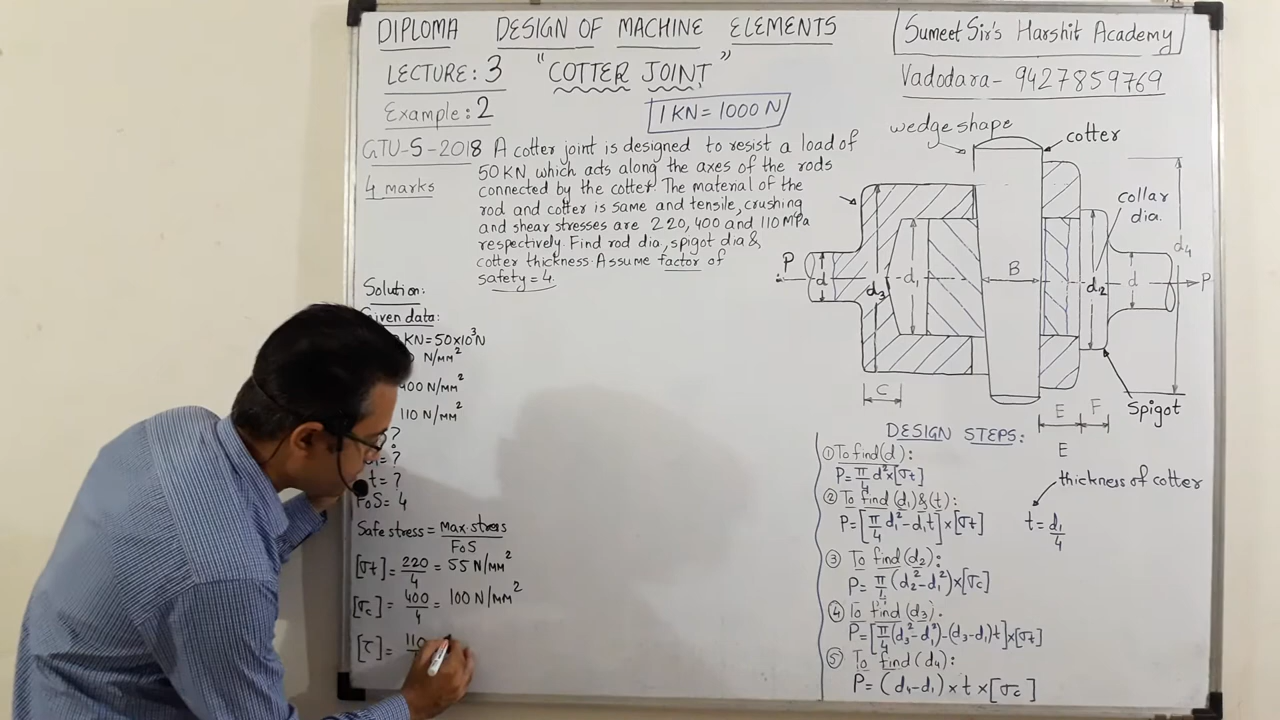 DIPLOMA DESIGN OF MACHINE ELEMENTS
LECTURE: 3 "COTTER JOINT"
Example: 2
1 KN = 1000 N
Sumeet Sir's Harshit Academy
Vadodara - 9427859769
GTU-S-2018 A cotter joint is designed to resist a load of
4 marks
50 KN, which acts along the axes of the rods
connected by the cotter. The material of the
rod and cotter is same and tensile, crushing
and shear stresses are 220, 400 and 110 MPa
respectively. Find rod dia, spigot dia &
cotter thickness. Assume factor of
safety = 4.
Solution:
Given data:
KN = 50×10³N
N/mm²
400 N/mm²
110 N/mm²
?
= ?
t = ?
FoS = 4
Safe stress = Max. stress
FoS
[σt] = 220/4 = 55 N/mm²
[σc] = 400/4 = 100 N/mm²
[τ] = 110
wedge shape
cotter
collar
dia.
P
d
d3
d1
B
d2
d
d4
P
C
E
F
Spigot
E
DESIGN STEPS:
① To find (d):
P = π/4 d² × [σt]
② To find (d1) & (t):
P = [π/4 d1² - d1t] × [σt]
③ To find (d2):
P = π/4 (d2² - d1²) × [σc]
④ To find (d3):
P = [π/4 (d3² - d1²) - (d3 - d1) t] × [σt]
⑤ To find (d4):
P = (d4 - d1) × t × [σc]
thickness of cotter
t = d1/4